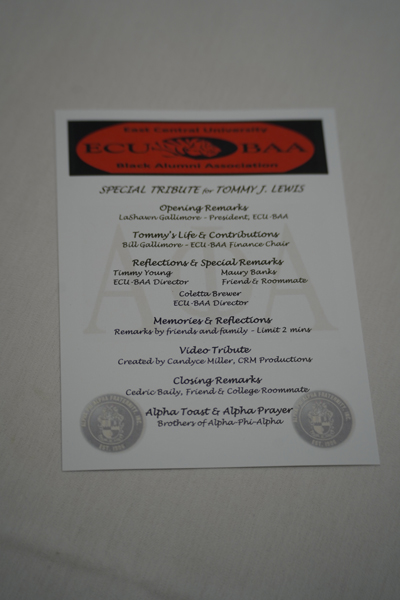 East Central University
ECU BAA
Black Alumni Association
SPECIAL TRIBUTE for TOMMY J. LEWIS
Opening Remarks
LaShawn Gallimore - President, ECU-BAA
Tommy's Life & Contributions
Bill Gallimore - ECU-BAA Finance Chair
Reflections & Special Remarks
Timmy Young Maury Banks
ECU-BAA Director Friend & Roommate
Coletta Brewer
ECU-BAA Director
Memories & Reflections
Remarks by friends and family - Limit 2 mins
Video Tribute
Created by Candyce Miller, CRM Productions
Closing Remarks
Cedric Baily, Friend & College Roommate
Alpha Toast & Alpha Prayer
Brothers of Alpha-Phi-Alpha
ΑΦΑ